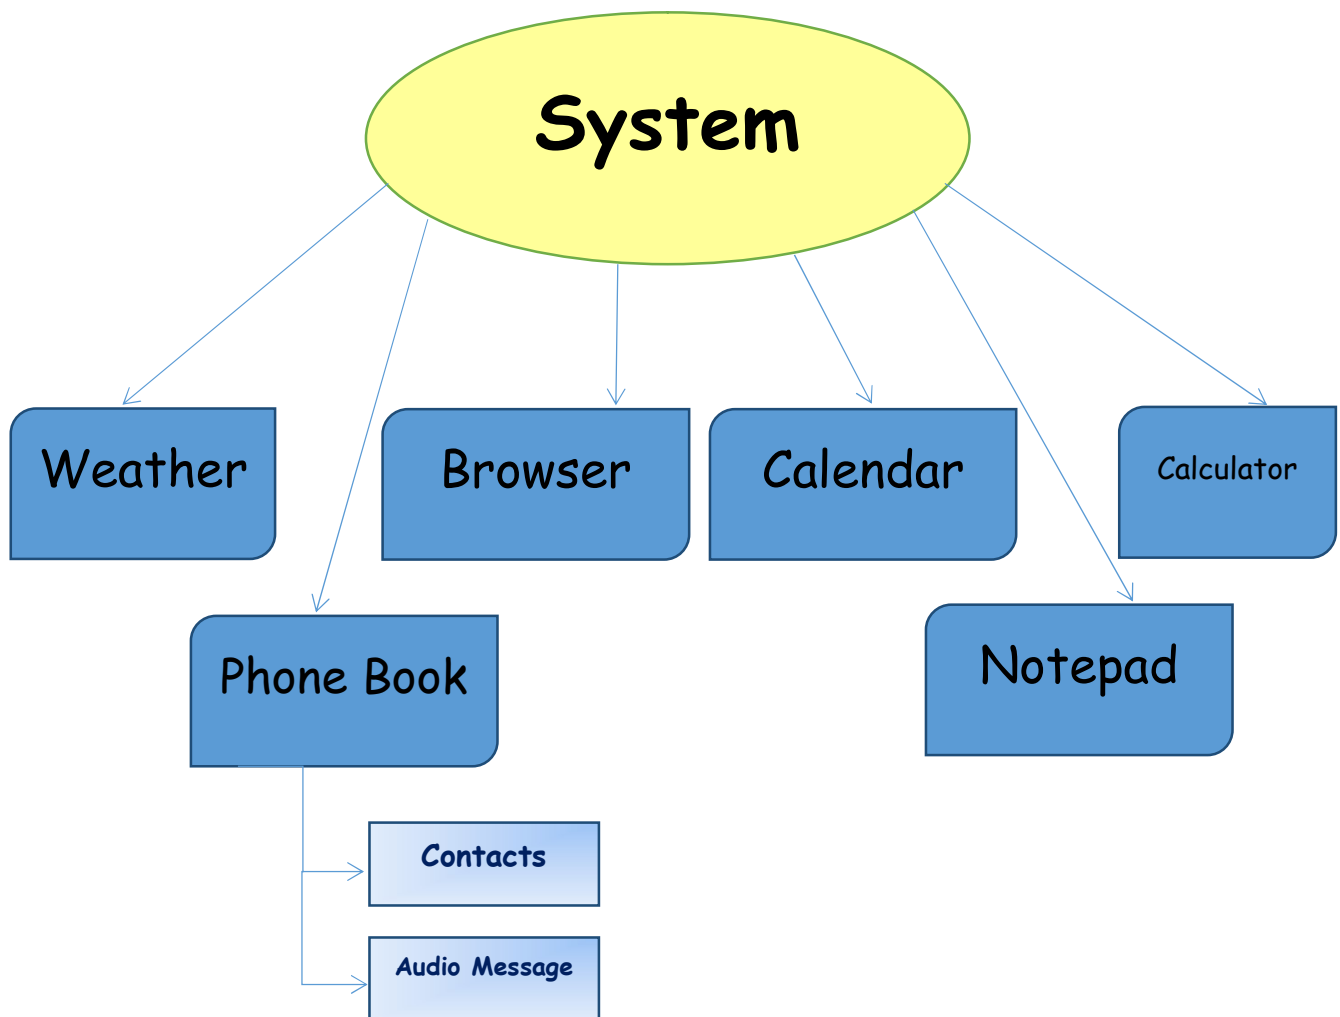 System
Weather
Browser
Calendar
Calculator
Phone Book
Notepad
Contacts
Audio Message